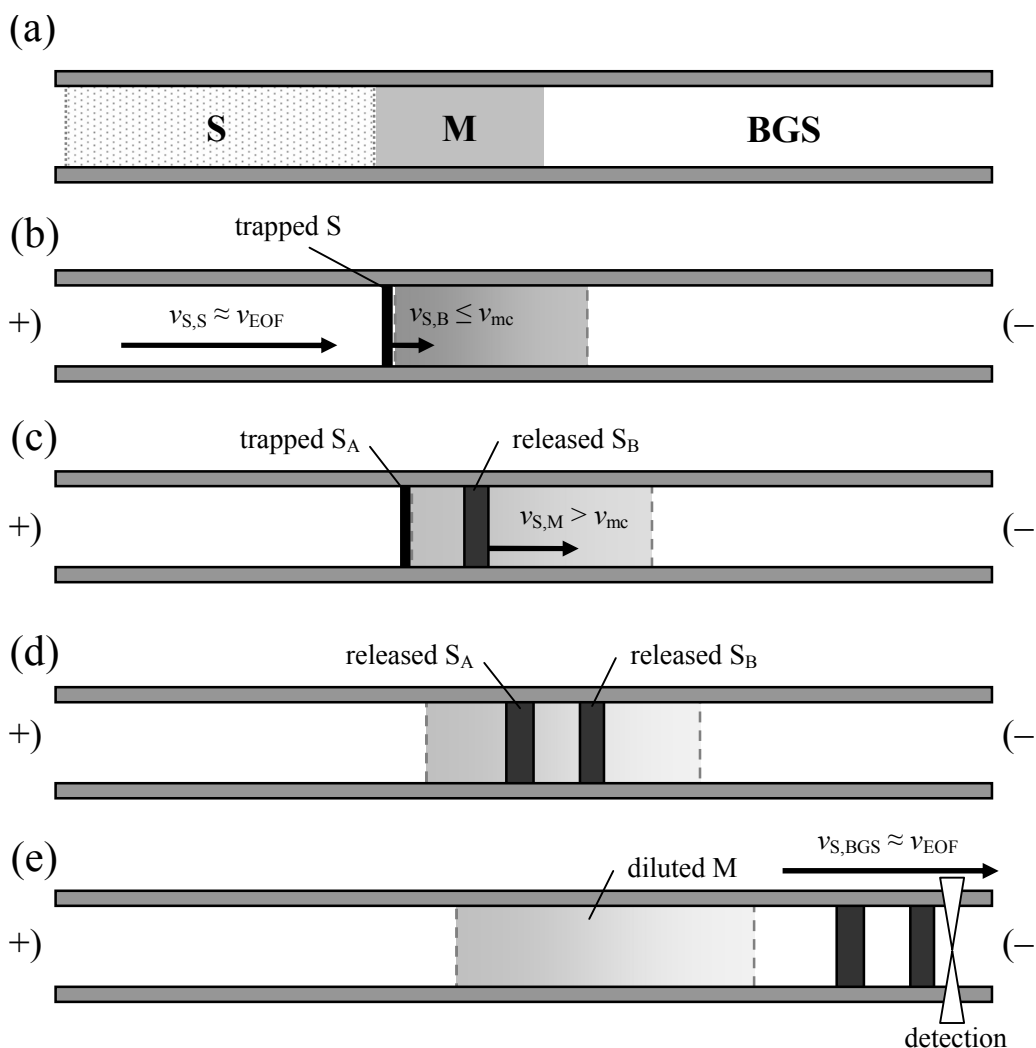 (a)
S M BGS
(b)
trapped S
+) v_S,S ≈ v_EOF v_S,B ≤ v_mc (–
(c)
trapped S_A released S_B
+) v_S,M > v_mc (–
(d)
released S_A released S_B
+) (–
(e)
v_S,BGS ≈ v_EOF
diluted M
+) (–
detection